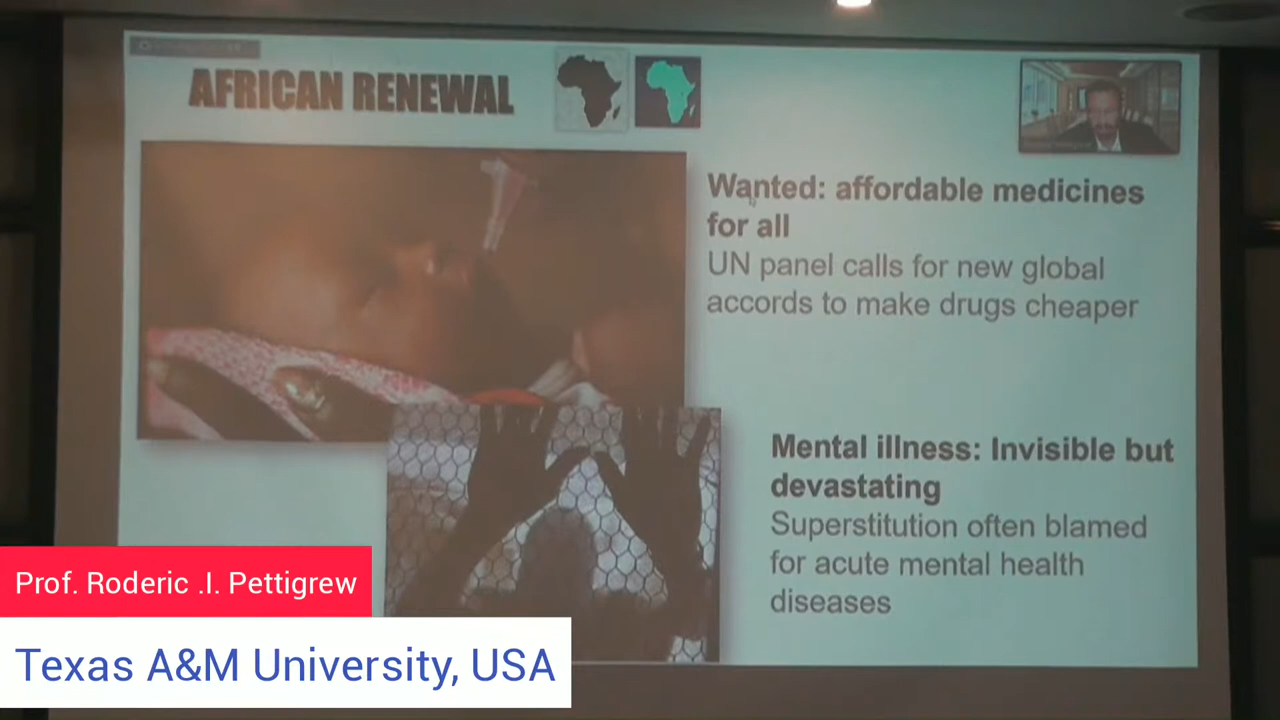 AFRICAN RENEWAL
Wanted: affordable medicines
for all
UN panel calls for new global
accords to make drugs cheaper
Mental illness: Invisible but
devastating
Superstitution often blamed
for acute mental health
diseases
Prof. Roderic .I. Pettigrew
Texas A&M University, USA